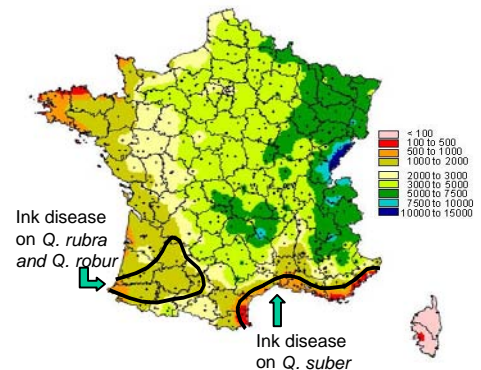 < 100
100 to 500
500 to 1000
1000 to 2000
2000 to 3000
3000 to 5000
5000 to 7500
7500 to 10000
10000 to 15000
Ink disease
on Q. rubra
and Q. robur
Ink disease
on Q. suber